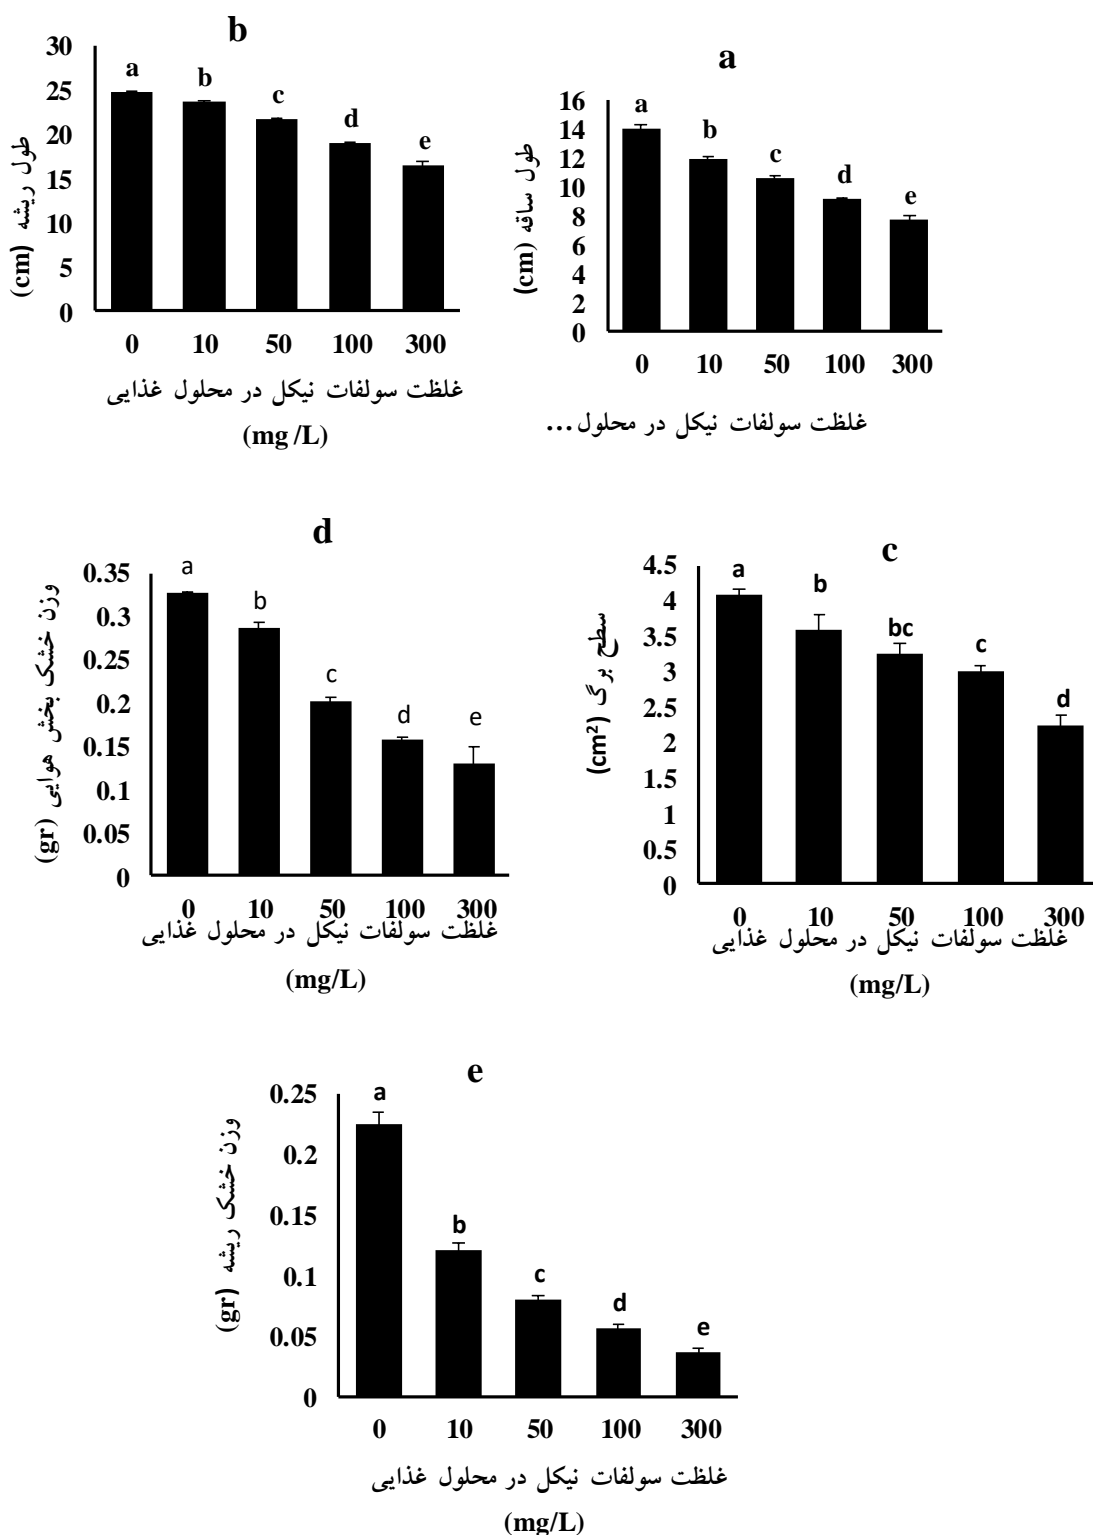 b
30
25
20
15
10
5
0
طول ریشه (cm)
a b c d e
0 10 50 100 300
غلظت سولفات نیکل در محلول غذایی
(mg /L)
a
16
14
12
10
8
6
4
2
0
طول ساقه (cm)
a b c d e
0 10 50 100 300
غلظت سولفات نیکل در محلول...
d
0.35
0.3
0.25
0.2
0.15
0.1
0.05
0
وزن خشک بخش هوایی (gr)
a b c d e
0 10 50 100 300
غلظت سولفات نیکل در محلول غذایی
(mg/L)
c
4.5
4
3.5
3
2.5
2
1.5
1
0.5
0
سطح برگ (cm²)
a b bc c d
0 10 50 100 300
غلظت سولفات نیکل در محلول غذایی
(mg/L)
e
0.25
0.2
0.15
0.1
0.05
0
وزن خشک ریشه (gr)
a b c d e
0 10 50 100 300
غلظت سولفات نیکل در محلول غذایی
(mg/L)